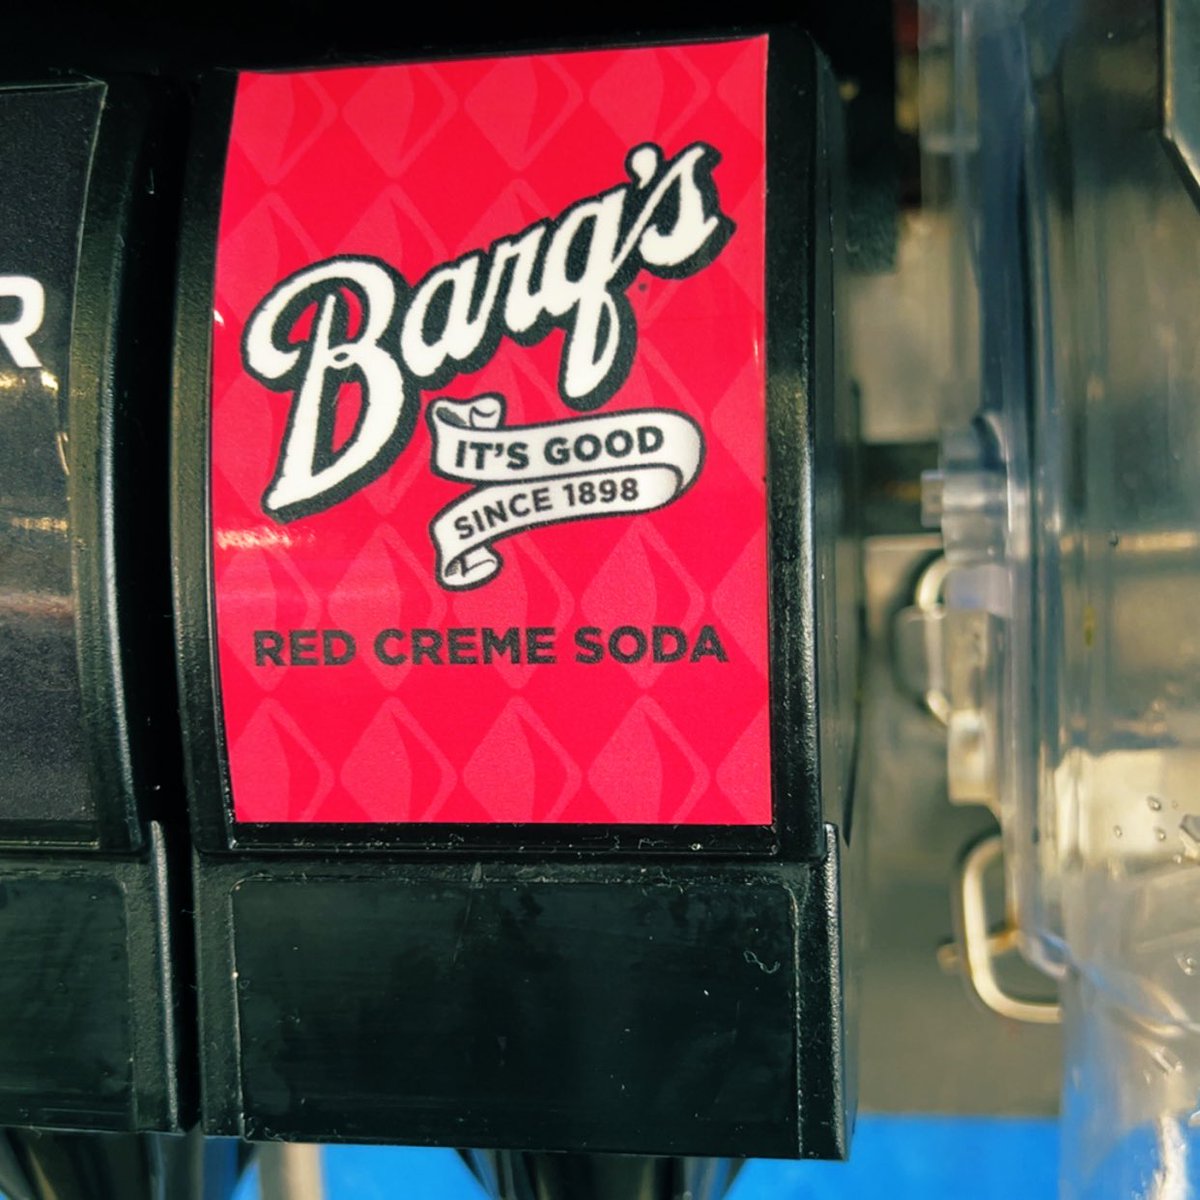 R
Barq's
IT'S GOOD
SINCE 1898
RED CREME SODA